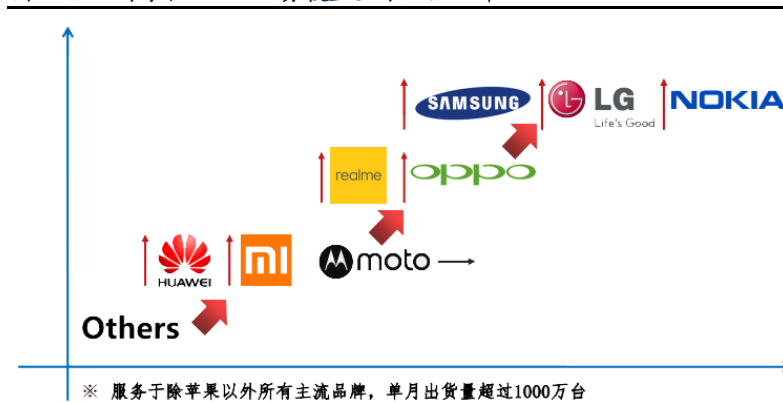 SAMSUNG
LG
Life's Good
NOKIA
realme
oppo
HUAWEI
mi
moto
Others
※ 服务于除苹果以外所有主流品牌，单月出货量超过1000万台